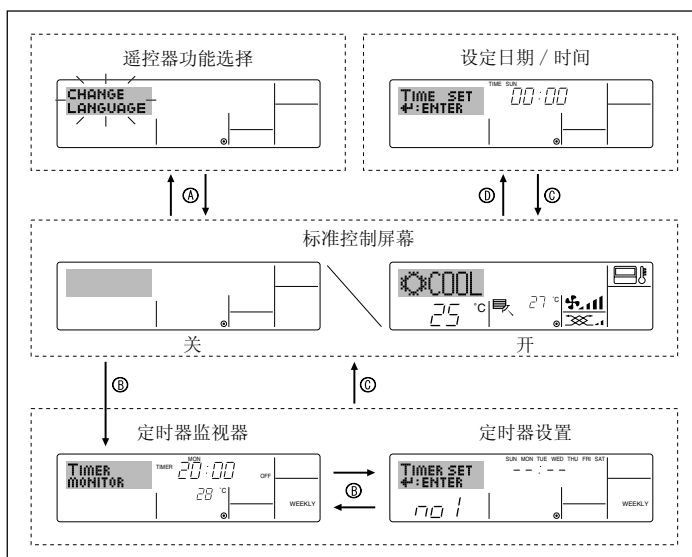 遥控器功能选择
CHANGE
LANGUAGE
设定日期 / 时间
TIME SUN
TIME SET 00:00
:ENTER
Ⓐ Ⓓ Ⓒ
标准控制屏幕
COOL
25 °C 27 °C
关 开
Ⓑ Ⓒ
定时器监视器
MON
TIMER TIMER 20:00 OFF
MONITOR
28 °C
WEEKLY
Ⓑ
定时器设置
SUN MON TUE WED THU FRI SAT
TIMER SET --:--
:ENTER
no 1 WEEKLY